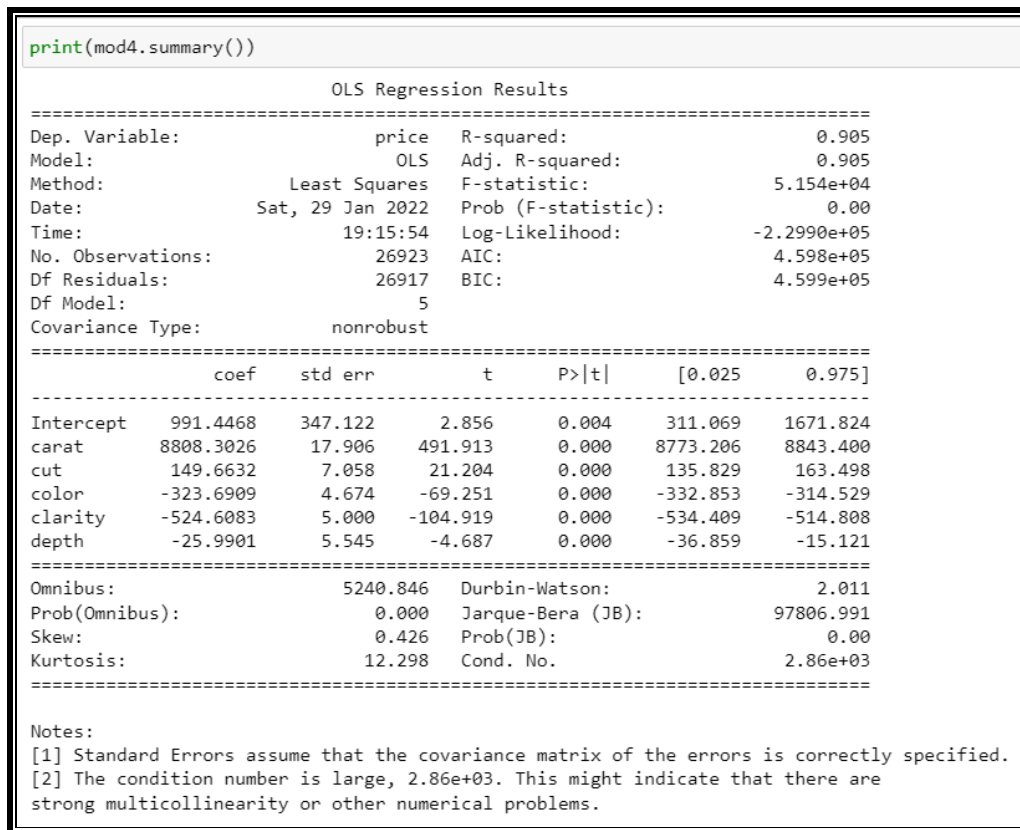 print(mod4.summary())
                            OLS Regression Results
==============================================================================
Dep. Variable:                  price   R-squared:                       0.905
Model:                            OLS   Adj. R-squared:                  0.905
Method:                 Least Squares   F-statistic:                 5.154e+04
Date:                Sat, 29 Jan 2022   Prob (F-statistic):               0.00
Time:                        19:15:54   Log-Likelihood:            -2.2990e+05
No. Observations:               26923   AIC:                         4.598e+05
Df Residuals:                   26917   BIC:                         4.599e+05
Df Model:                           5
Covariance Type:            nonrobust
==============================================================================
                 coef    std err          t      P>|t|      [0.025      0.975]
------------------------------------------------------------------------------
Intercept    991.4468    347.122      2.856      0.004     311.069    1671.824
carat       8808.3026     17.906    491.913      0.000    8773.206    8843.400
cut          149.6632      7.058     21.204      0.000     135.829     163.498
color       -323.6909      4.674    -69.251      0.000    -332.853    -314.529
clarity     -524.6083      5.000   -104.919      0.000    -534.409    -514.808
depth        -25.9901      5.545     -4.687      0.000     -36.859     -15.121
==============================================================================
Omnibus:                     5240.846   Durbin-Watson:                   2.011
Prob(Omnibus):                  0.000   Jarque-Bera (JB):            97806.991
Skew:                           0.426   Prob(JB):                         0.00
Kurtosis:                      12.298   Cond. No.                     2.86e+03
==============================================================================
Notes:
[1] Standard Errors assume that the covariance matrix of the errors is correctly specified.
[2] The condition number is large, 2.86e+03. This might indicate that there are
strong multicollinearity or other numerical problems.